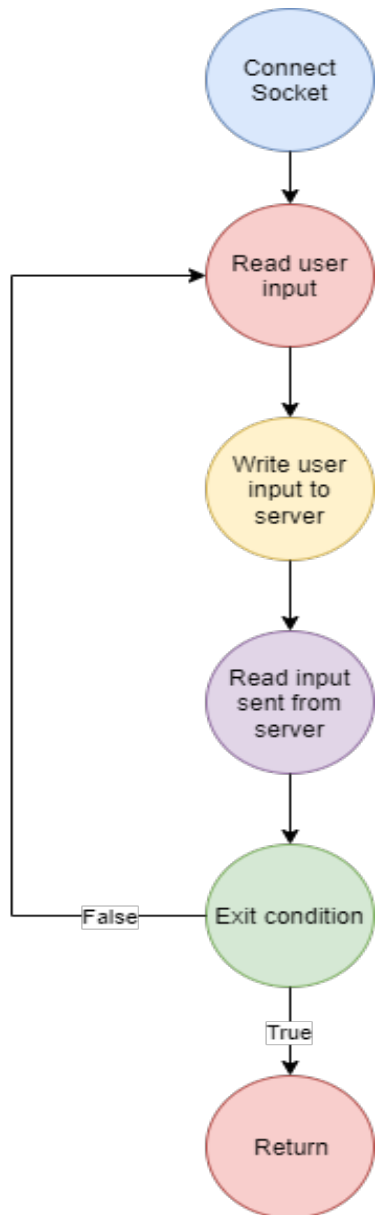 Connect
Socket
Read user
input
Write user
input to
server
Read input
sent from
server
Exit condition
False
True
Return